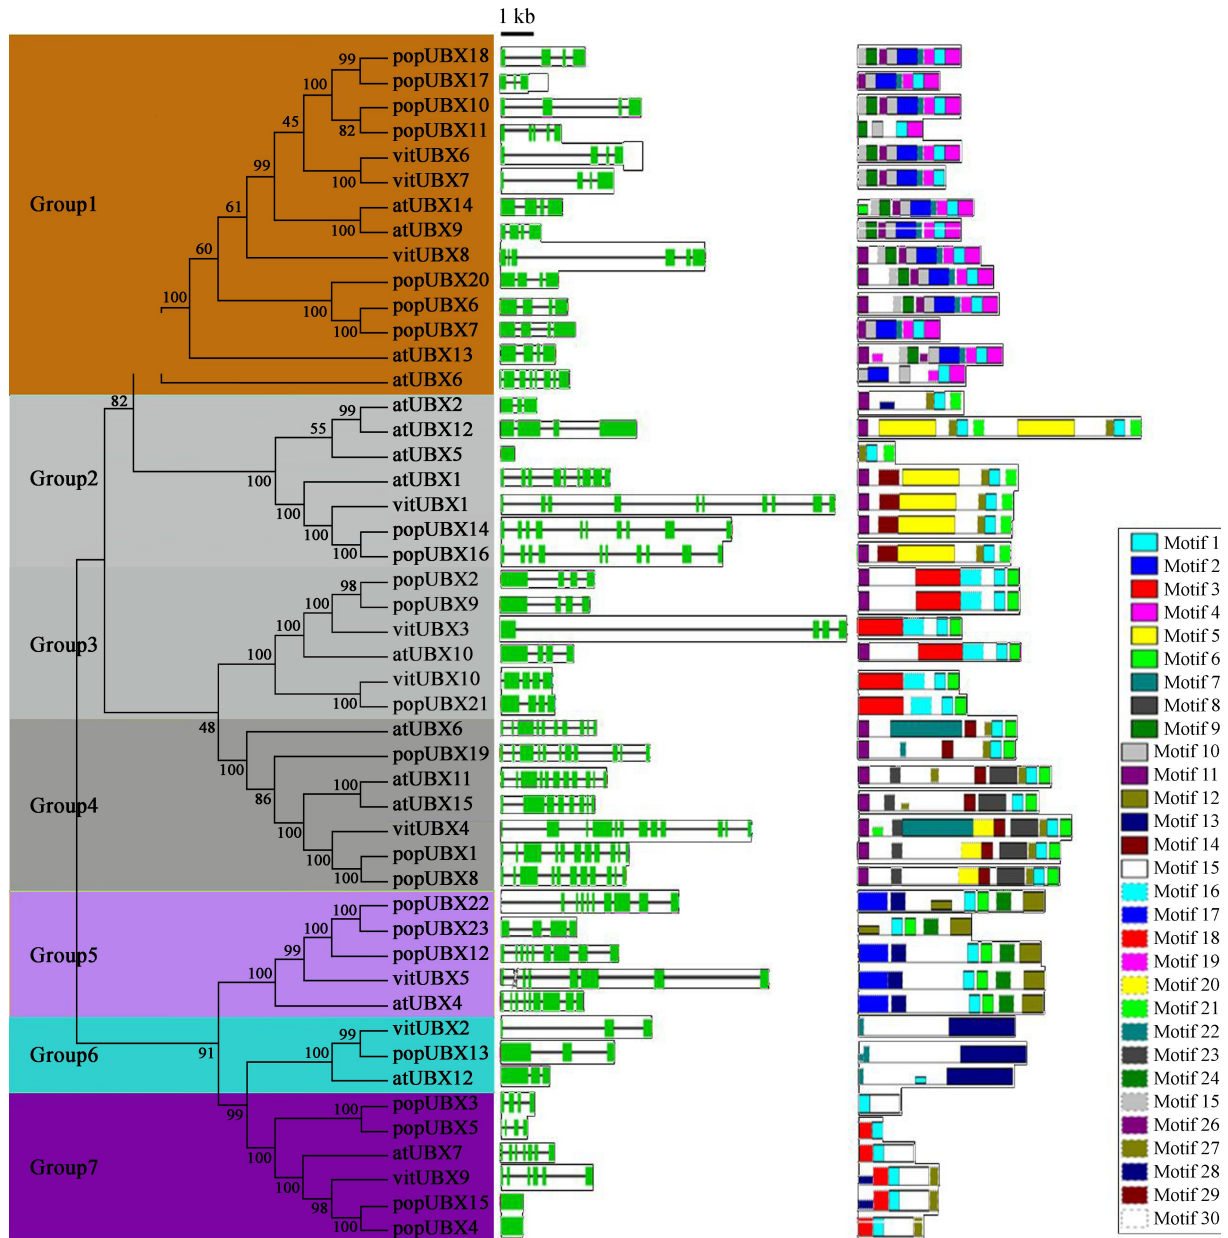 1 kb
Group1
99
popUBX18
popUBX17
100
popUBX10
45
82
popUBX11
vitUBX6
99
100
vitUBX7
61
atUBX14
100
atUBX9
60
vitUBX8
popUBX20
100
100
popUBX6
100
popUBX7
atUBX13
atUBX6
82
Group2
99
atUBX2
55
atUBX12
atUBX5
100
atUBX1
vitUBX1
100
popUBX14
100
popUBX16
Group3
98
popUBX2
100
popUBX9
vitUBX3
100
atUBX10
vitUBX10
100
popUBX21
48
Group4
atUBX6
100
popUBX19
86
100
atUBX11
atUBX15
100
vitUBX4
100
popUBX1
100
popUBX8
Group5
100
popUBX22
100
popUBX23
99
popUBX12
100
vitUBX5
atUBX4
Group6
91
99
vitUBX2
100
popUBX13
atUBX12
Group7
99
100
popUBX3
popUBX5
100
atUBX7
100
vitUBX9
98
popUBX15
100
popUBX4
Motif 1
Motif 2
Motif 3
Motif 4
Motif 5
Motif 6
Motif 7
Motif 8
Motif 9
Motif 10
Motif 11
Motif 12
Motif 13
Motif 14
Motif 15
Motif 16
Motif 17
Motif 18
Motif 19
Motif 20
Motif 21
Motif 22
Motif 23
Motif 24
Motif 15
Motif 26
Motif 27
Motif 28
Motif 29
Motif 30